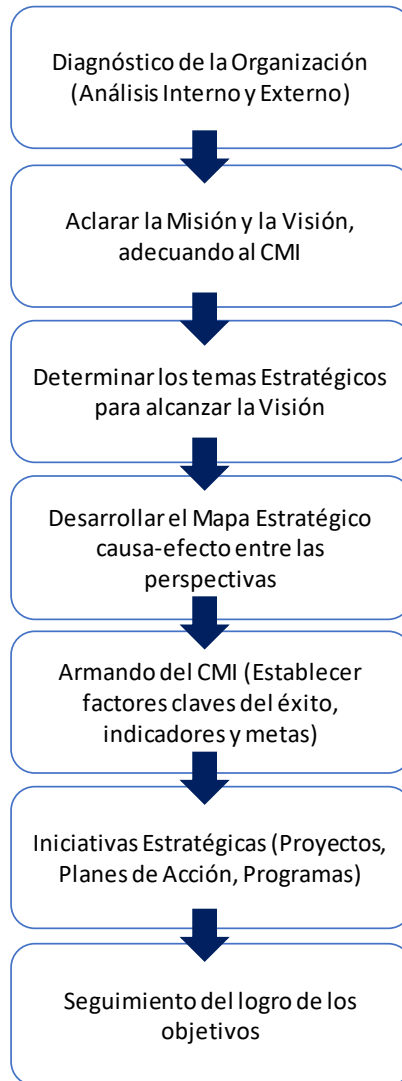 Diagnóstico de la Organización
(Análisis Interno y Externo)
Aclarar la Misión y la Visión,
adecuando al CMI
Determinar los temas Estratégicos
para alcanzar la Visión
Desarrollar el Mapa Estratégico
causa-efecto entre las
perspectivas
Armando del CMI (Establecer
factores claves del éxito,
indicadores y metas)
Iniciativas Estratégicas (Proyectos,
Planes de Acción, Programas)
Seguimiento del logro de los
objetivos